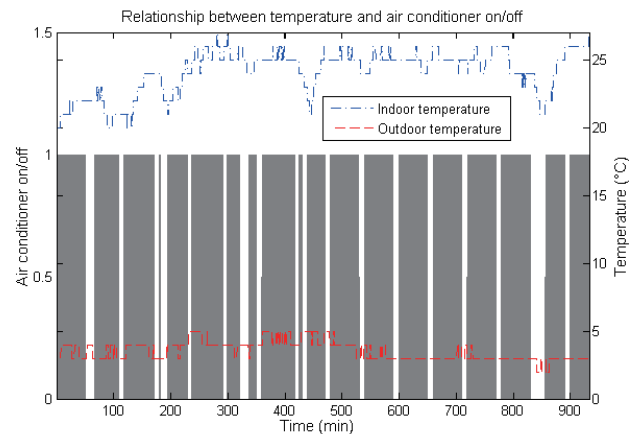 Relationship between temperature and air conditioner on/off
Air conditioner on/off
1.5
1
0.5
0
Indoor temperature
Outdoor temperature
25
20
15
10
5
0
Temperature (°C)
100 200 300 400 500 600 700 800 900
Time (min)